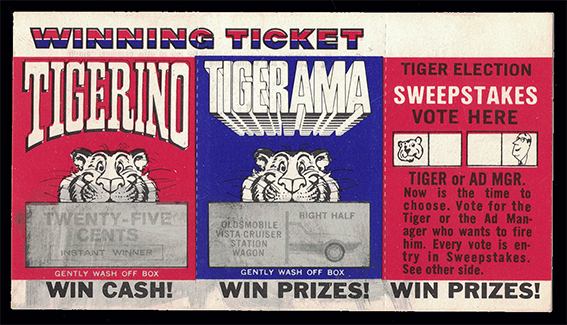 WINNING TICKET
TIGERINO
TWENTY-FIVE
CENTS
INSTANT WINNER
GENTLY WASH OFF BOX
WIN CASH!
TIGERAMA
RIGHT HALF
OLDSMOBILE
VISTA CRUISER
STATION
WAGON
GENTLY WASH OFF BOX
WIN PRIZES!
TIGER ELECTION
SWEEPSTAKES
VOTE HERE
TIGER or AD MGR.
Now is the time to
choose. Vote for the
Tiger or the Ad Man-
ager who wants to fire
him. Every vote is en-
try in Sweepstakes.
See other side.
WIN PRIZES!